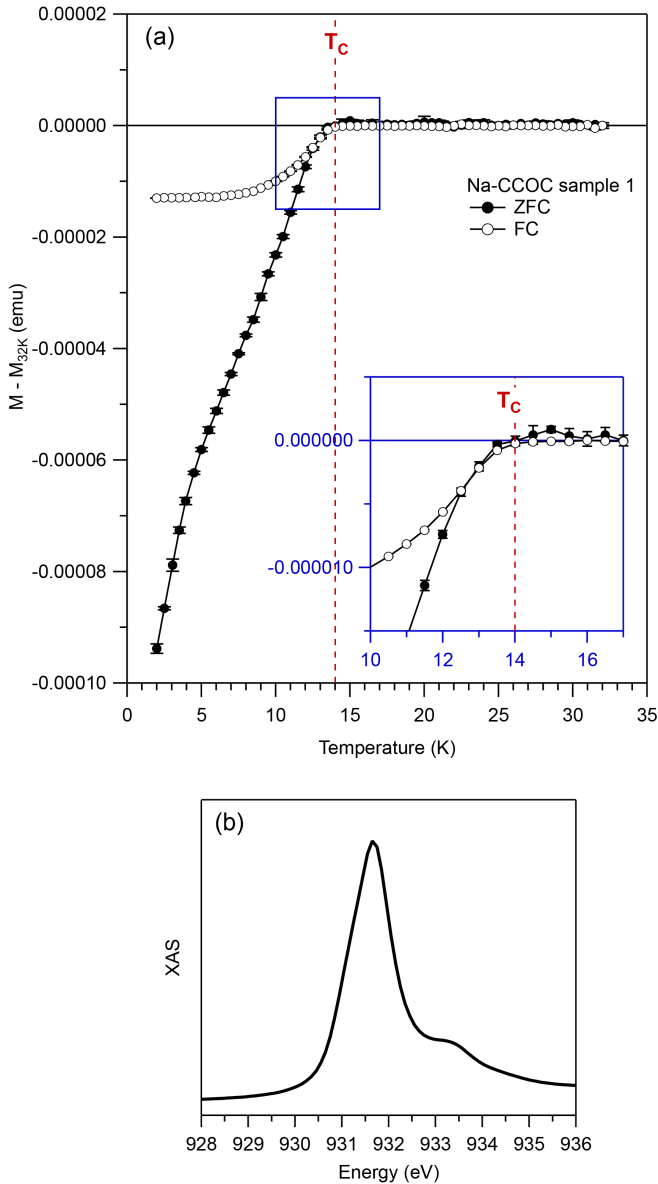 (a)
T_C
0.00002
0.00000
-0.00002
-0.00004
-0.00006
-0.00008
-0.00010
M - M_32K (emu)
Na-CCOC sample 1
ZFC
FC
T_C
0.000000
-0.000010
10 12 14 16
0 5 10 15 20 25 30 35
Temperature (K)
(b)
XAS
928 929 930 931 932 933 934 935 936
Energy (eV)